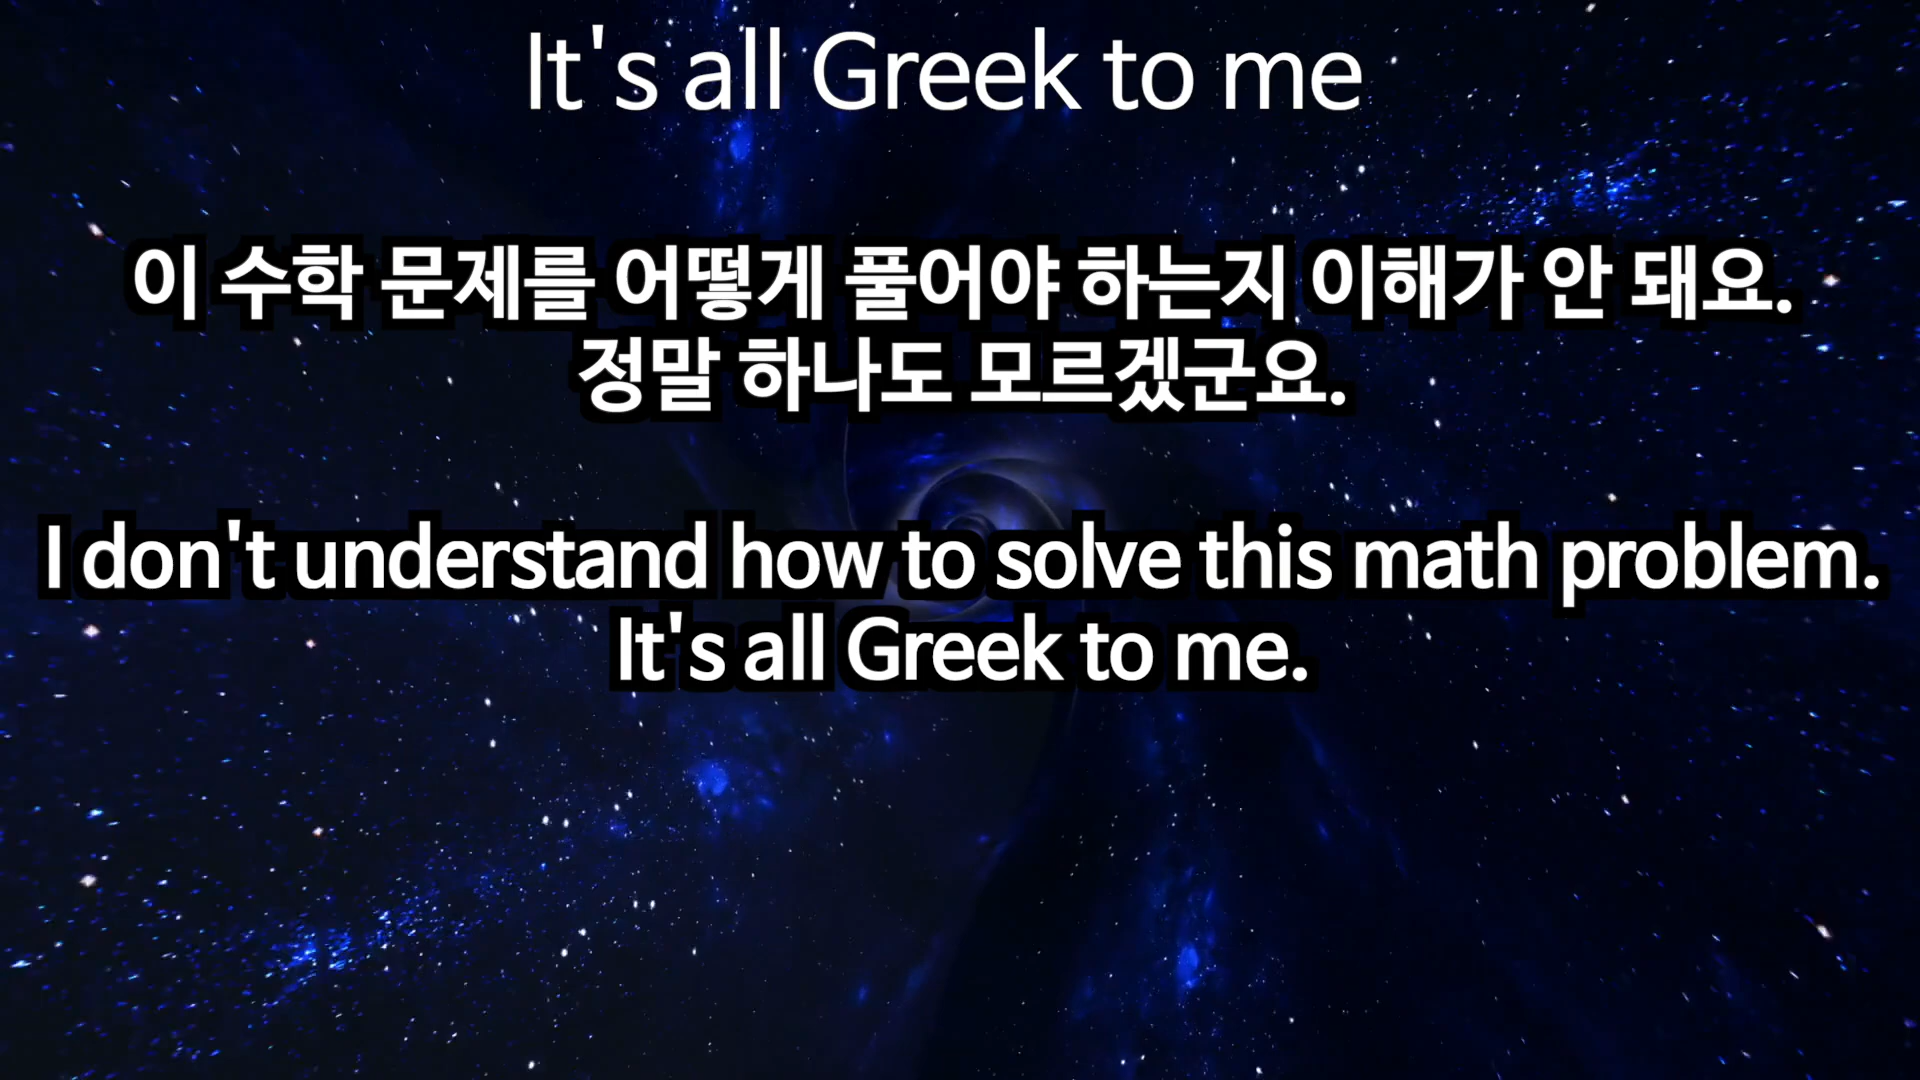 It's all Greek to me
이 수학 문제를 어떻게 풀어야 하는지 이해가 안 돼요.
정말 하나도 모르겠군요.
I don't understand how to solve this math problem.
It's all Greek to me.